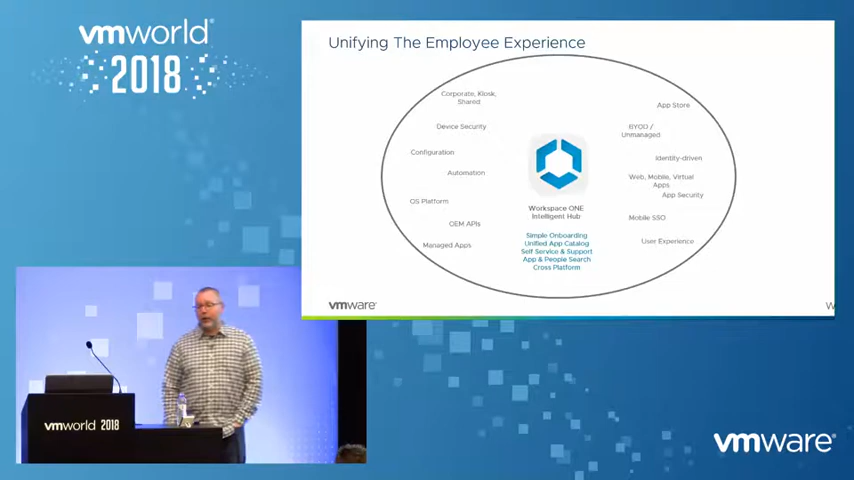 vmworld
2018
Unifying The Employee Experience
Corporate, Kiosk,
Shared
Device Security
Configuration
Automation
OS Platform
OEM APIs
Managed Apps
Workspace ONE
Intelligent Hub
Simple Onboarding
Unified App Catalog
Self Service & Support
App & People Search
Cross Platform
App Store
BYOD /
Unmanaged
Identity-driven
Web, Mobile, Virtual
Apps
App Security
Mobile SSO
User Experience
vmware
W
vmworld 2018
vmware